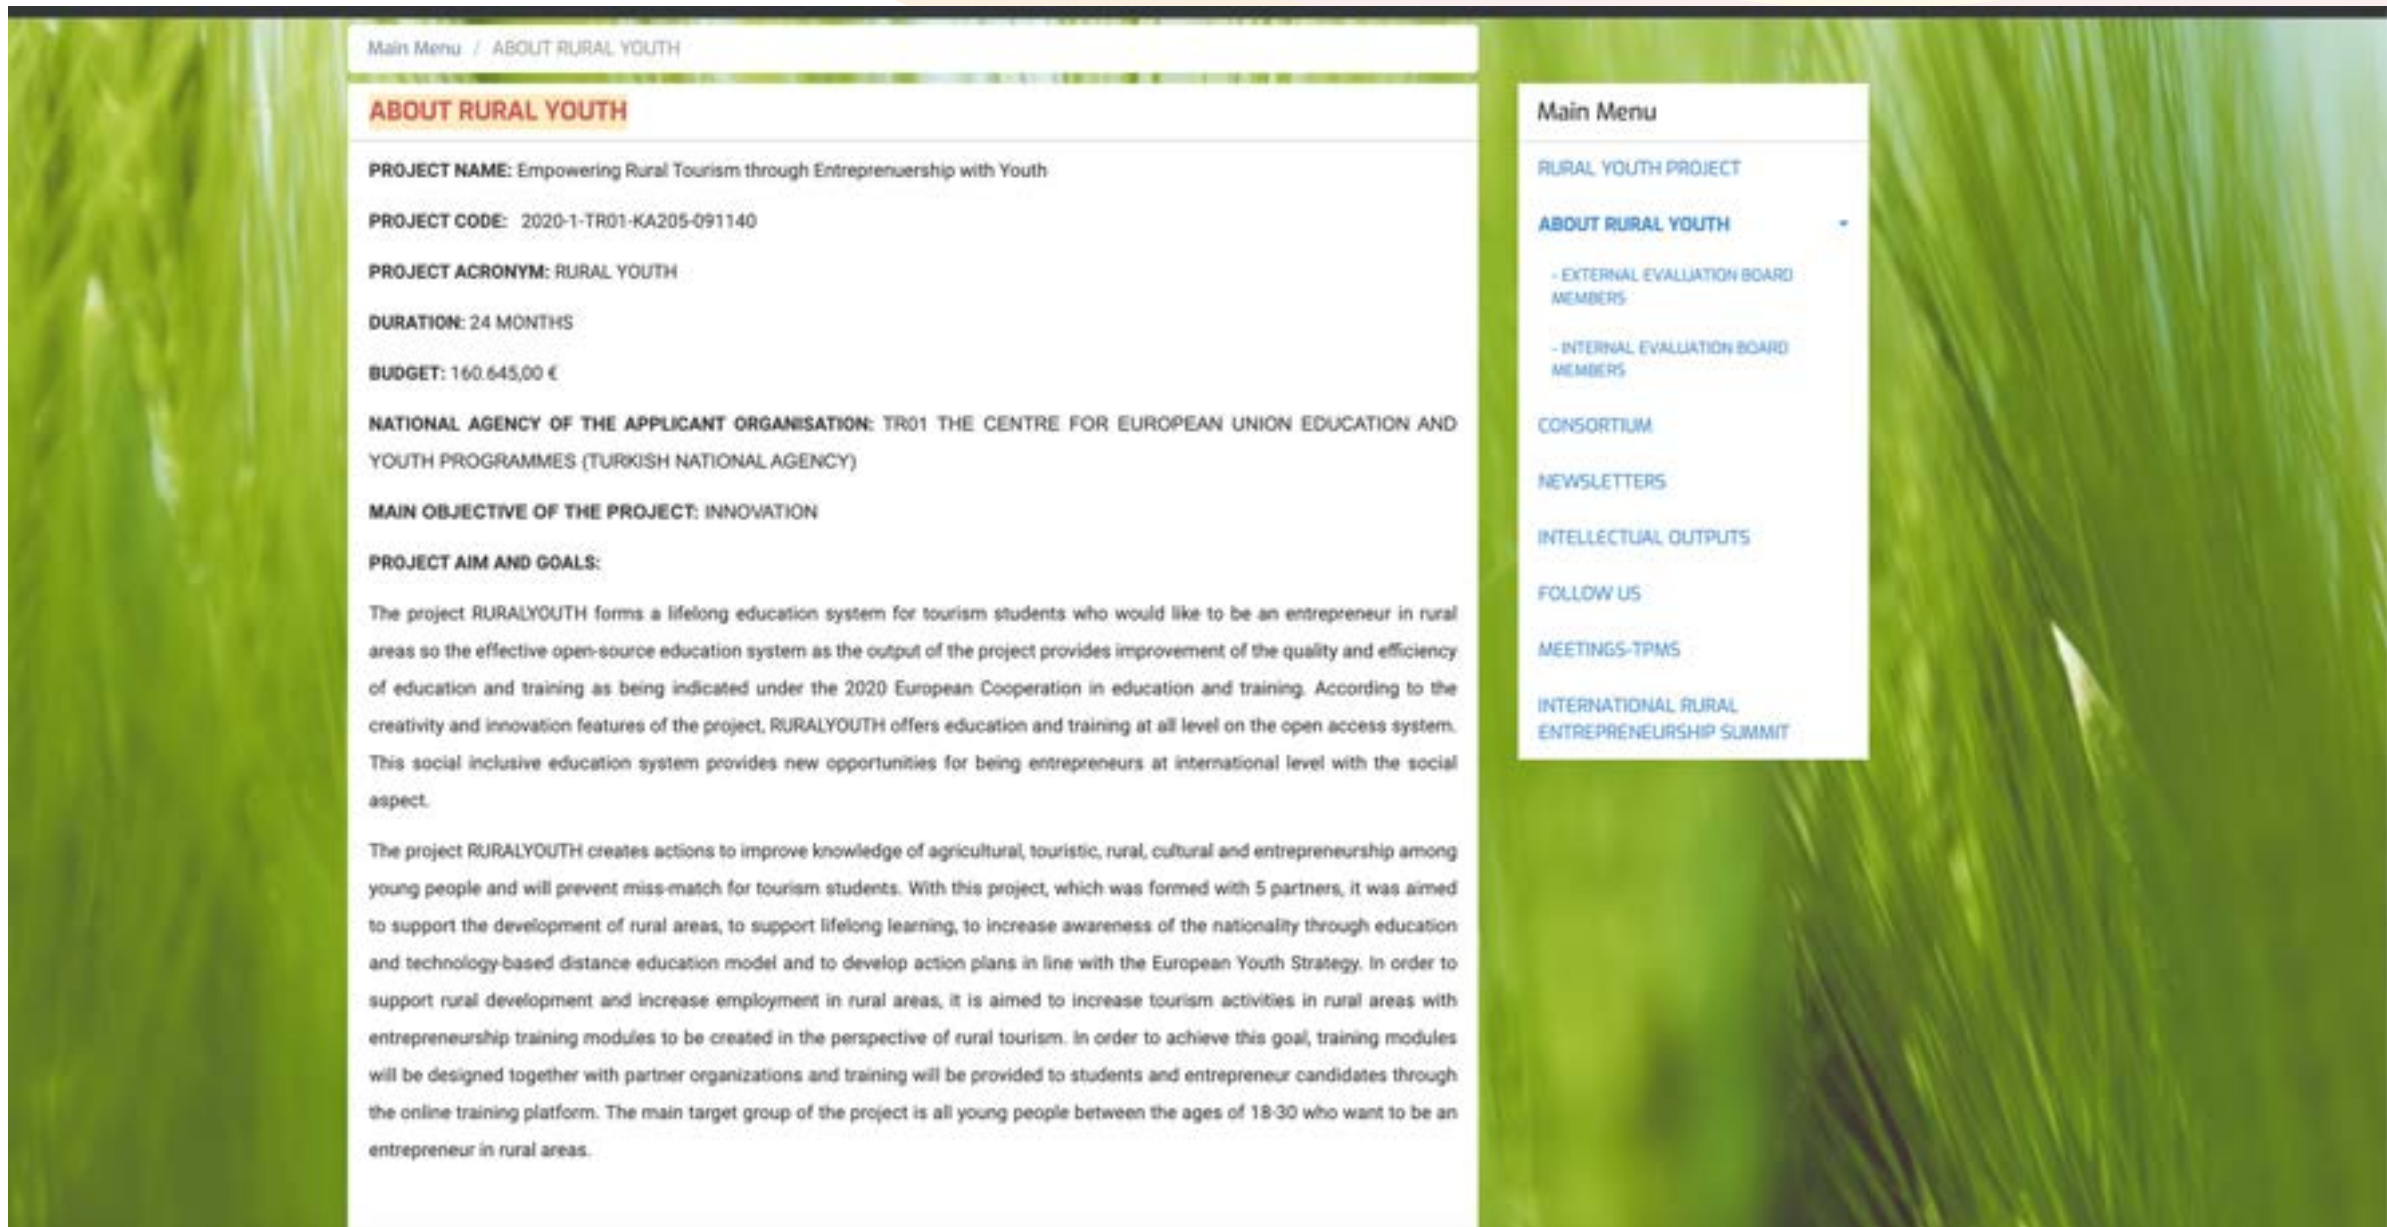 Main Menu / ABOUT RURAL YOUTH
ABOUT RURAL YOUTH
PROJECT NAME: Empowering Rural Tourism through Entreprenuership with Youth
PROJECT CODE: 2020-1-TR01-KA205-091140
PROJECT ACRONYM: RURAL YOUTH
DURATION: 24 MONTHS
BUDGET: 160.645,00 €
NATIONAL AGENCY OF THE APPLICANT ORGANISATION: TR01 THE CENTRE FOR EUROPEAN UNION EDUCATION AND
YOUTH PROGRAMMES (TURKISH NATIONAL AGENCY)
MAIN OBJECTIVE OF THE PROJECT: INNOVATION
PROJECT AIM AND GOALS:
The project RURALYOUTH forms a lifelong education system for tourism students who would like to be an entrepreneur in rural
areas so the effective open-source education system as the output of the project provides improvement of the quality and efficiency
of education and training as being indicated under the 2020 European Cooperation in education and training. According to the
creativity and innovation features of the project, RURALYOUTH offers education and training at all level on the open access system.
This social inclusive education system provides new opportunities for being entrepreneurs at international level with the social
aspect.
The project RURALYOUTH creates actions to improve knowledge of agricultural, touristic, rural, cultural and entrepreneurship among
young people and will prevent miss-match for tourism students. With this project, which was formed with 5 partners, it was aimed
to support the development of rural areas, to support lifelong learning, to increase awareness of the nationality through education
and technology-based distance education model and to develop action plans in line with the European Youth Strategy. In order to
support rural development and increase employment in rural areas, it is aimed to increase tourism activities in rural areas with
entrepreneurship training modules to be created in the perspective of rural tourism. In order to achieve this goal, training modules
will be designed together with partner organizations and training will be provided to students and entrepreneur candidates through
the online training platform. The main target group of the project is all young people between the ages of 18-30 who want to be an
entrepreneur in rural areas.
Main Menu
RURAL YOUTH PROJECT
ABOUT RURAL YOUTH
- EXTERNAL EVALUATION BOARD
MEMBERS
- INTERNAL EVALUATION BOARD
MEMBERS
CONSORTIUM
NEWSLETTERS
INTELLECTUAL OUTPUTS
FOLLOW US
MEETINGS-TPMS
INTERNATIONAL RURAL
ENTREPRENEURSHIP SUMMIT